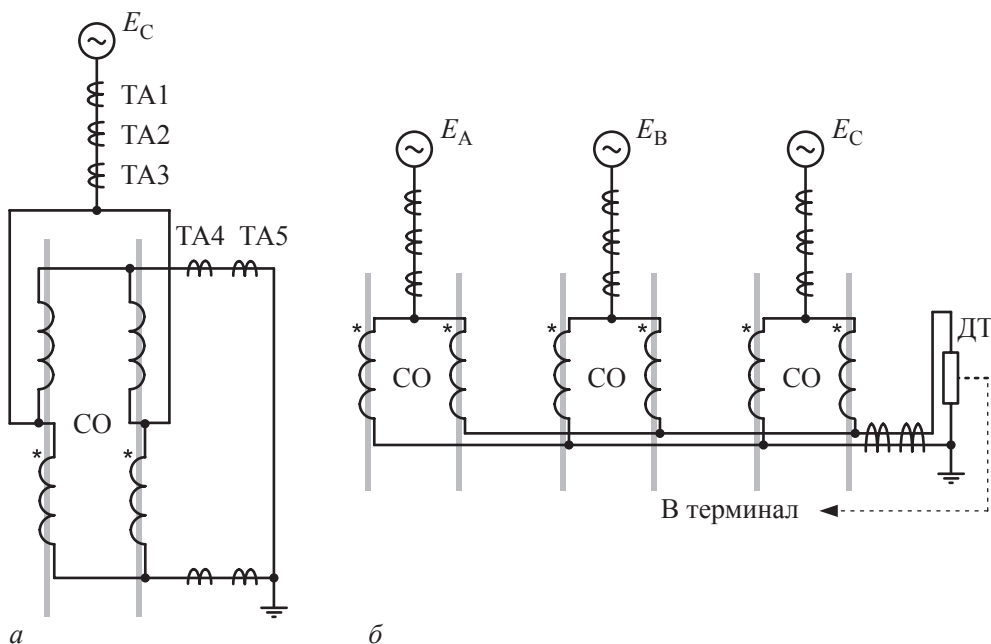 E_C
TA1
TA2
TA3
TA4 TA5
CO
*
*
а
E_A
E_B
E_C
* * * * * *
CO CO CO
ДТ
В терминал
б